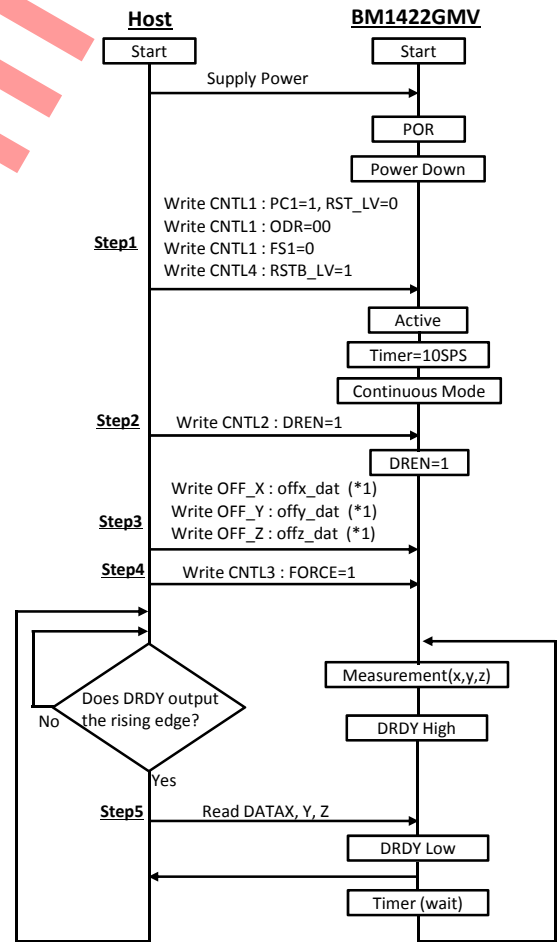 Host
BM1422GMV
Start
Start
Supply Power
POR
Power Down
Write CNTL1 : PC1=1, RST_LV=0
Write CNTL1 : ODR=00
Write CNTL1 : FS1=0
Write CNTL4 : RSTB_LV=1
Step1
Active
Timer=10SPS
Continuous Mode
Step2
Write CNTL2 : DREN=1
DREN=1
Write OFF_X : offx_dat (*1)
Write OFF_Y : offy_dat (*1)
Write OFF_Z : offz_dat (*1)
Step3
Step4
Write CNTL3 : FORCE=1
Measurement(x,y,z)
Does DRDY output
the rising edge?
No
DRDY High
Yes
Step5
Read DATAX, Y, Z
DRDY Low
Timer (wait)